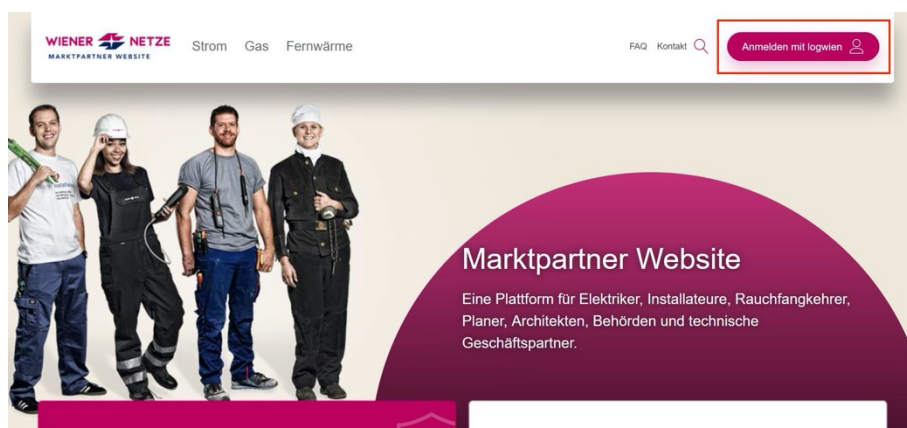 WIENER NETZE
MARKTPARTNER WEBSITE
Strom Gas Fernwärme
FAQ Kontakt
Anmelden mit logwien
Marktpartner Website
Eine Plattform für Elektriker, Installateure, Rauchfangkehrer,
Planer, Architekten, Behörden und technische
Geschäftspartner.